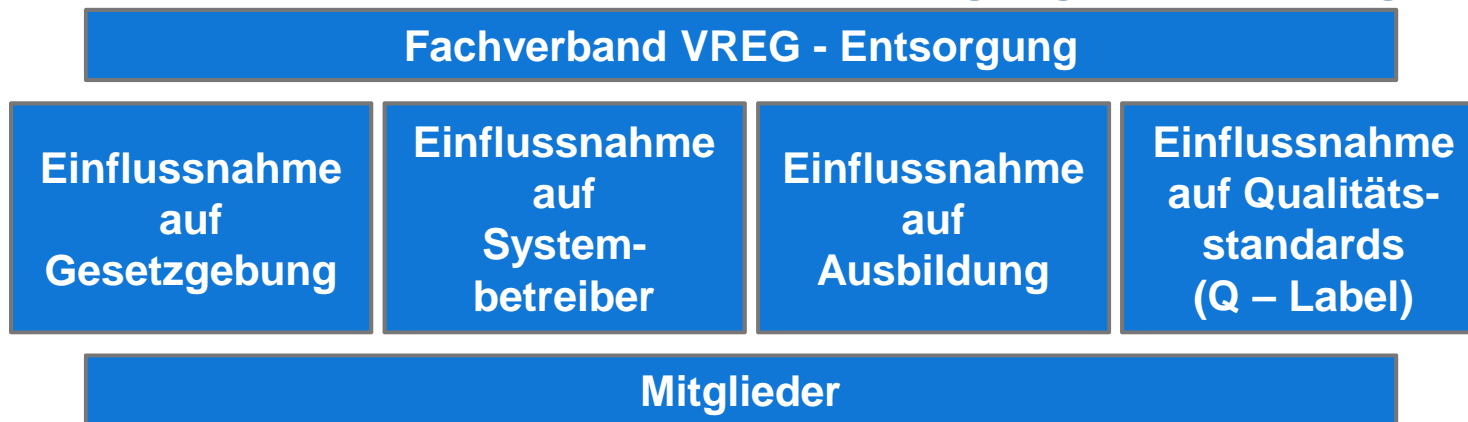 Fachverband VREG - Entsorgung
Einflussnahme
auf
Gesetzgebung
Einflussnahme
auf
System-
betreiber
Einflussnahme
auf
Ausbildung
Einflussnahme
auf Qualitäts-
standards
(Q – Label)
Mitglieder